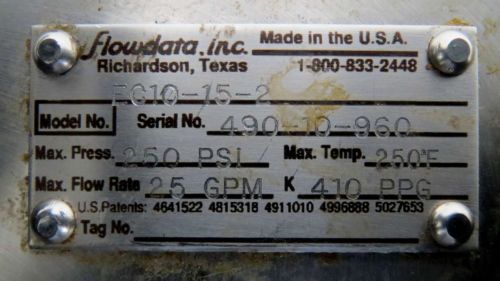 flowdata, inc. Made in the U.S.A.
Richardson, Texas 1-800-833-2448
EG10-15-2
Model No. Serial No. 490-10-960
Max. Press. 250 PSI Max. Temp. 250°F
Max. Flow Rate 25 GPM K 410 PPG
U.S. Patents: 4641522 4815318 4911010 4996888 5027653
Tag No.